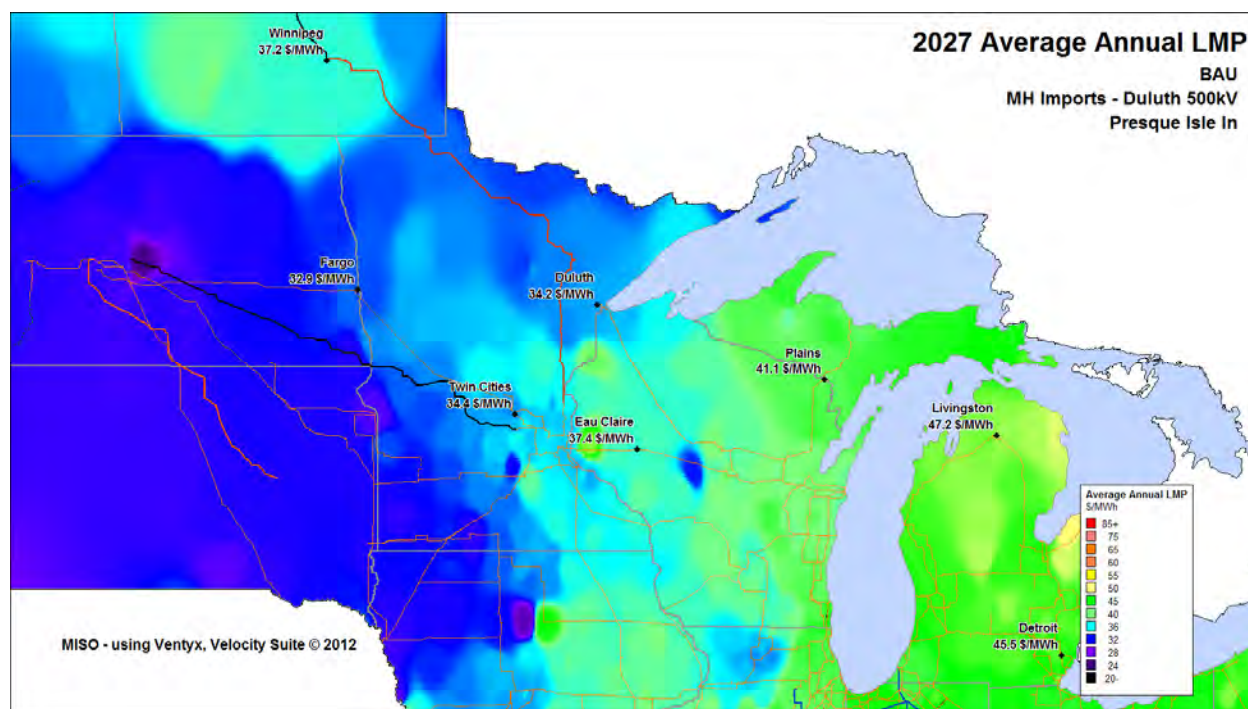 2027 Average Annual LMP
BAU
MH Imports - Duluth 500kV
Presque Isle In
Winnipeg
37.2 $/MWh
Fargo
32.9 $/MWh
Duluth
34.2 $/MWh
Plains
41.1 $/MWh
Twin Cities
34.4 $/MWh
Eau Claire
37.4 $/MWh
Livingston
47.2 $/MWh
Average Annual LMP
$/MWh
85+
75
65
60
55
50
45
40
36
32
28
24
20-
Detroit
45.5 $/MWh
MISO - using Ventyx, Velocity Suite © 2012